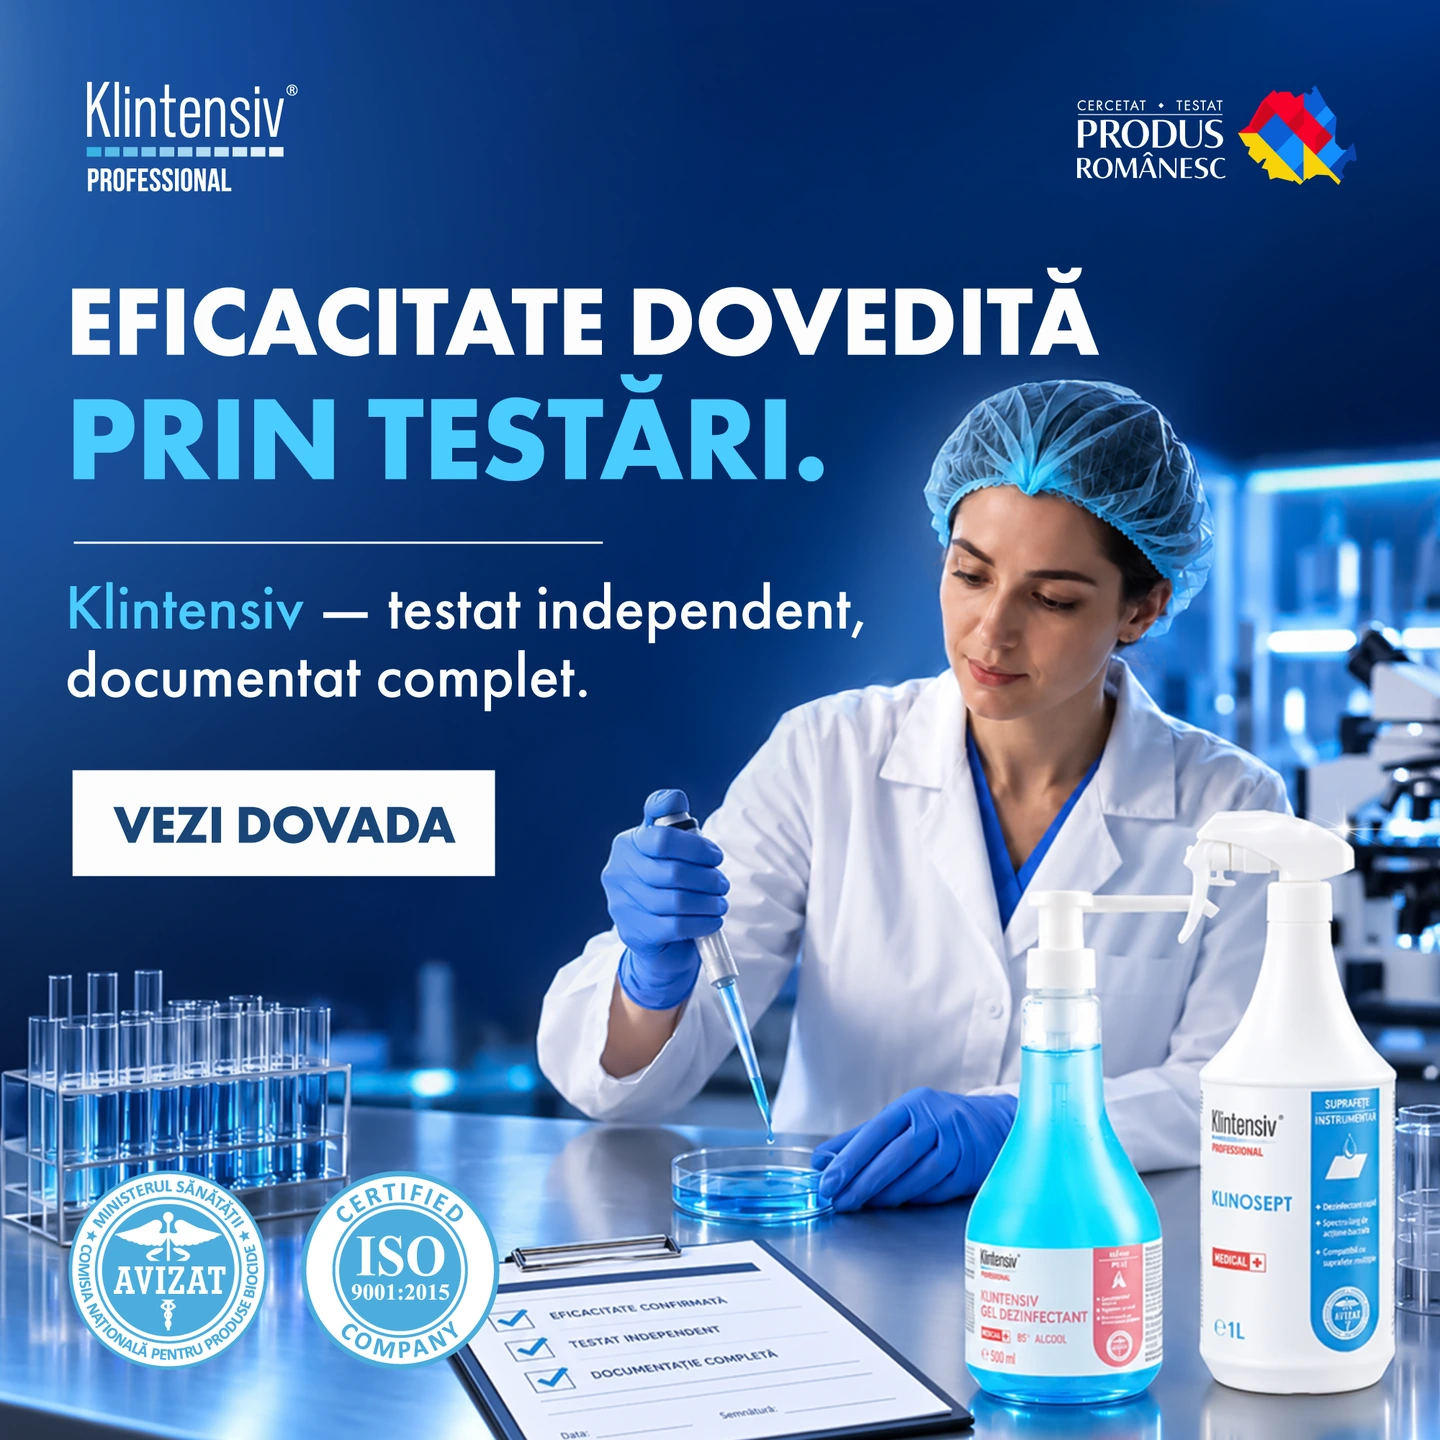 Klintensiv®
PROFESSIONAL
CERCETAT • TESTAT
PRODUS
ROMÂNESC
EFICACITATE DOVEDITĂ
PRIN TESTĂRI.
Klintensiv — testat independent,
documentat complet.
VEZI DOVADA
MINISTERUL SĂNĂTĂȚII
AVIZAT
COMISIA NAȚIONALĂ PENTRU PRODUSE BIOCIDE
CERTIFIED
ISO
9001:2015
COMPANY
EFICACITATE CONFIRMATĂ
TESTAT INDEPENDENT
DOCUMENTAȚIE COMPLETĂ
Data:
Semnătură:
Klintensiv®
PROFESSIONAL
KLINTENSIV
GEL DEZINFECTANT
MEDICAL
85° ALCOOL
500 ml
Klintensiv®
PROFESSIONAL
KLINOSEPT
MEDICAL
℮1L
SUPRAFEȚE
INSTRUMENTAR